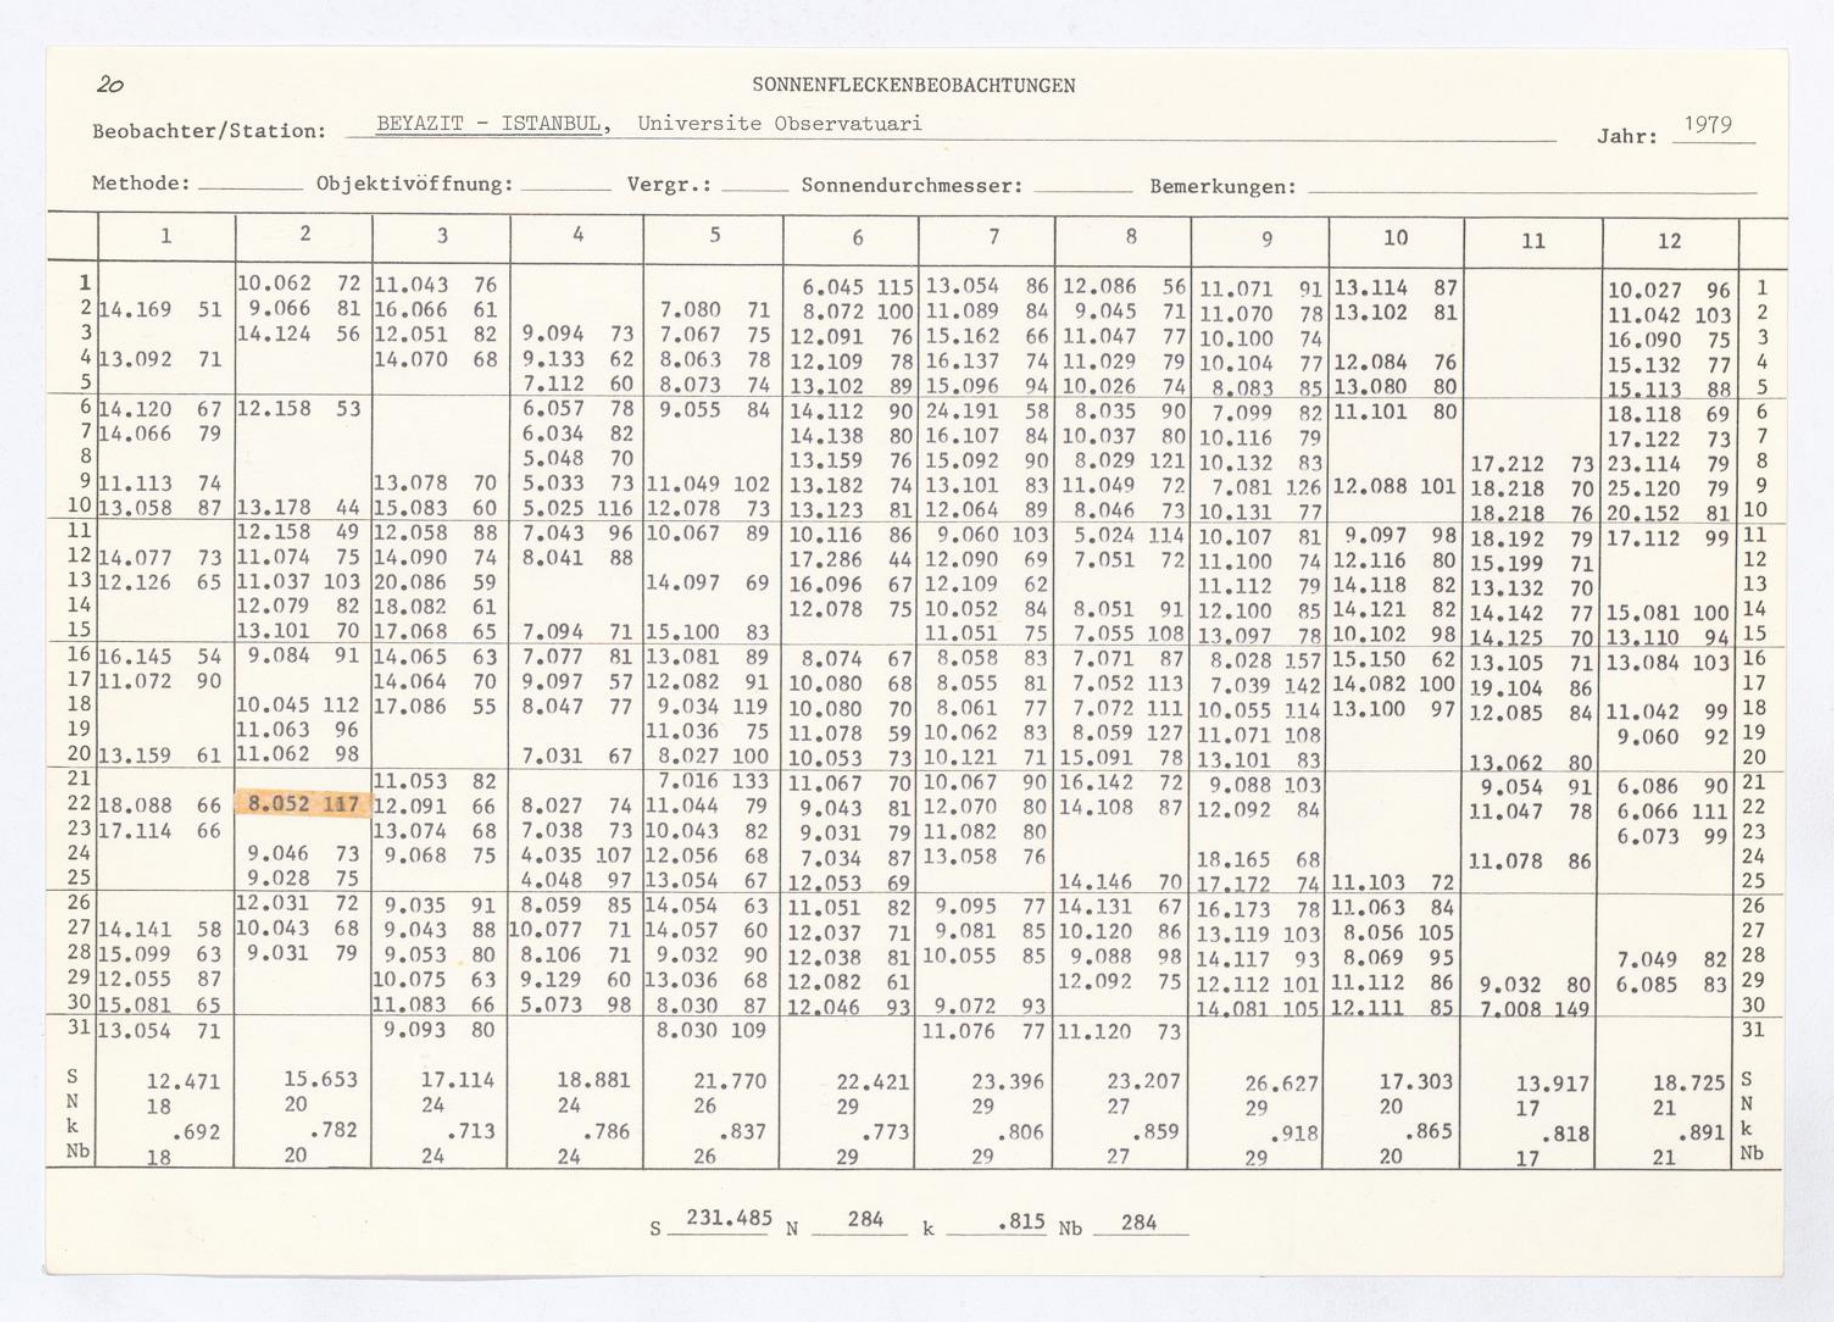 20
SONNENFLECKENBEOBACHTUNGEN
Beobachter/Station: BEYAZIT - ISTANBUL, Universite Observatuari Jahr: 1979
Methode: Objektivöffnung: Vergr.: Sonnendurchmesser: Bemerkungen:
1 2 3 4 5 6 7 8 9 10 11 12
1 10.062 72 11.043 76 6.045 115 13.054 86 12.086 56 11.071 91 13.114 87 10.027 96 1
2 14.169 51 9.066 81 16.066 61 7.080 71 8.072 100 11.089 84 9.045 71 11.070 78 13.102 81 11.042 103 2
3 14.124 56 12.051 82 9.094 73 7.067 75 12.091 76 15.162 66 11.047 77 10.100 74 16.090 75 3
4 13.092 71 14.070 68 9.133 62 8.063 78 12.109 78 16.137 74 11.029 79 10.104 77 12.084 76 15.132 77 4
5 7.112 60 8.073 74 13.102 89 15.096 94 10.026 74 8.083 85 13.080 80 15.113 88 5
6 14.120 67 12.158 53 6.057 78 9.055 84 14.112 90 24.191 58 8.035 90 7.099 82 11.101 80 18.118 69 6
7 14.066 79 6.034 82 14.138 80 16.107 84 10.037 80 10.116 79 17.122 73 7
8 5.048 70 13.159 76 15.092 90 8.029 121 10.132 83 17.212 73 23.114 79 8
9 11.113 74 13.078 70 5.033 73 11.049 102 13.182 74 13.101 83 11.049 72 7.081 126 12.088 101 18.218 70 25.120 79 9
10 13.058 87 13.178 44 15.083 60 5.025 116 12.078 73 13.123 81 12.064 89 8.046 73 10.131 77 18.218 76 20.152 81 10
11 12.158 49 12.058 88 7.043 96 10.067 89 10.116 86 9.060 103 5.024 114 10.107 81 9.097 98 18.192 79 17.112 99 11
12 14.077 73 11.074 75 14.090 74 8.041 88 17.286 44 12.090 69 7.051 72 11.100 74 12.116 80 15.199 71 12
13 12.126 65 11.037 103 20.086 59 14.097 69 16.096 67 12.109 62 11.112 79 14.118 82 13.132 70 13
14 12.079 82 18.082 61 12.078 75 10.052 84 8.051 91 12.100 85 14.121 82 14.142 77 15.081 100 14
15 13.101 70 17.068 65 7.094 71 15.100 83 11.051 75 7.055 108 13.097 78 10.102 98 14.125 70 13.110 94 15
16 16.145 54 9.084 91 14.065 63 7.077 81 13.081 89 8.074 67 8.058 83 7.071 87 8.028 157 15.150 62 13.105 71 13.084 103 16
17 11.072 90 14.064 70 9.097 57 12.082 91 10.080 68 8.055 81 7.052 113 7.039 142 14.082 100 19.104 86 17
18 10.045 112 17.086 55 8.047 77 9.034 119 10.080 70 8.061 77 7.072 111 10.055 114 13.100 97 12.085 84 11.042 99 18
19 11.063 96 11.036 75 11.078 59 10.062 83 8.059 127 11.071 108 9.060 92 19
20 13.159 61 11.062 98 7.031 67 8.027 100 10.053 73 10.121 71 15.091 78 13.101 83 13.062 80 20
21 11.053 82 7.016 133 11.067 70 10.067 90 16.142 72 9.088 103 9.054 91 6.086 90 21
22 18.088 66 8.052 117 12.091 66 8.027 74 11.044 79 9.043 81 12.070 80 14.108 87 12.092 84 11.047 78 6.066 111 22
23 17.114 66 13.074 68 7.038 73 10.043 82 9.031 79 11.082 80 6.073 99 23
24 9.046 73 9.068 75 4.035 107 12.056 68 7.034 87 13.058 76 18.165 68 11.078 86 24
25 9.028 75 4.048 97 13.054 67 12.053 69 14.146 70 17.172 74 11.103 72 25
26 12.031 72 9.035 91 8.059 85 14.054 63 11.051 82 9.095 77 14.131 67 16.173 78 11.063 84 26
27 14.141 58 10.043 68 9.043 88 10.077 71 14.057 60 12.037 71 9.081 85 10.120 86 13.119 103 8.056 105 27
28 15.099 63 9.031 79 9.053 80 8.106 71 9.032 90 12.038 81 10.055 85 9.088 98 14.117 93 8.069 95 7.049 82 28
29 12.055 87 10.075 63 9.129 60 13.036 68 12.082 61 12.092 75 12.112 101 11.112 86 9.032 80 6.085 83 29
30 15.081 65 11.083 66 5.073 98 8.030 87 12.046 93 9.072 93 14.081 105 12.111 85 7.008 149 30
31 13.054 71 9.093 80 8.030 109 11.076 77 11.120 73 31
S 12.471 15.653 17.114 18.881 21.770 22.421 23.396 23.207 26.627 17.303 13.917 18.725 S
N 18 20 24 24 26 29 29 27 29 20 17 21 N
k .692 .782 .713 .786 .837 .773 .806 .859 .918 .865 .818 .891 k
Nb 18 20 24 24 26 29 29 27 29 20 17 21 Nb
S 231.485 N 284 k .815 Nb 284